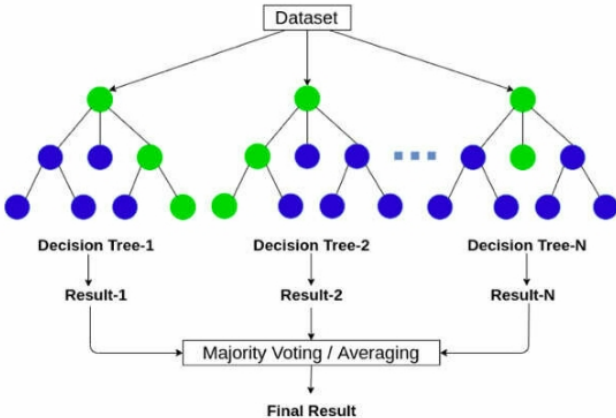 Dataset
Decision Tree-1
Decision Tree-2
Decision Tree-N
Result-1
Result-2
Result-N
Majority Voting / Averaging
Final Result